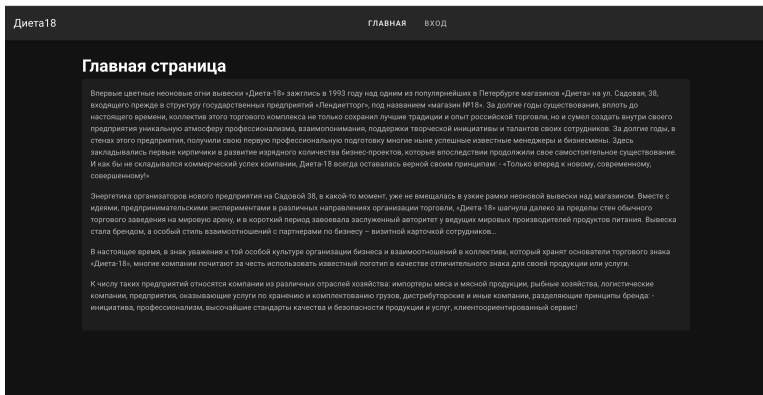 Диета18
ГЛАВНАЯ ВХОД
Главная страница
Впервые цветные неоновые огни вывески «Диета-18» зажглись в 1993 году над одним из популярнейших в Петербурге магазинов «Диета» на ул. Садовая, 38,
входящего прежде в структуру государственных предприятий «Лендиетторг», под названием «магазин №18». За долгие годы существования, вплоть до
настоящего времени, коллектив этого торгового комплекса не только сохранил лучшие традиции и опыт российской торговли, но и сумел создать внутри своего
предприятия уникальную атмосферу профессионализма, взаимопонимания, поддержки творческой инициативы и талантов своих сотрудников. За долгие годы, в
стенах этого предприятия, получили свою первую профессиональную подготовку многие ныне успешные известные менеджеры и бизнесмены. Здесь
закладывались первые кирпичики в развитие изрядного количества бизнес-проектов, которые впоследствии продолжили свое самостоятельное существование.
И как бы не складывался коммерческий успех компании, Диета-18 всегда оставалась верной своим принципам: - «Только вперед к новому, современному,
совершенному!»
Энергетика организаторов нового предприятия на Садовой 38, в какой-то момент, уже не вмещалась в узкие рамки неоновой вывески над магазином. Вместе с
идеями, предпринимательскими экспериментами в различных направлениях организации торговли, «Диета-18» шагнула далеко за пределы стен обычного
торгового заведения на мировую арену, и в короткий период завоевала заслуженный авторитет у ведущих мировых производителей продуктов питания. Вывеска
стала брендом, а особый стиль взаимоотношений с партнерами по бизнесу – визитной карточкой сотрудников…
В настоящее время, в знак уважения к той особой культуре организации бизнеса и взаимоотношений в коллективе, который хранят основатели торгового знака
«Диета-18», многие компании почитают за честь использовать известный логотип в качестве отличительного знака для своей продукции или услуги.
К числу таких предприятий относятся компании из различных отраслей хозяйства: импортеры мяса и мясной продукции, рыбные хозяйства, логистические
компании, предприятия, оказывающие услуги по хранению и комплектованию грузов, дистрибуторские и иные компании, разделяющие принципы бренда: -
инициатива, профессионализм, высочайшие стандарты качества и безопасности продукции и услуг, клиентоориентированный сервис!